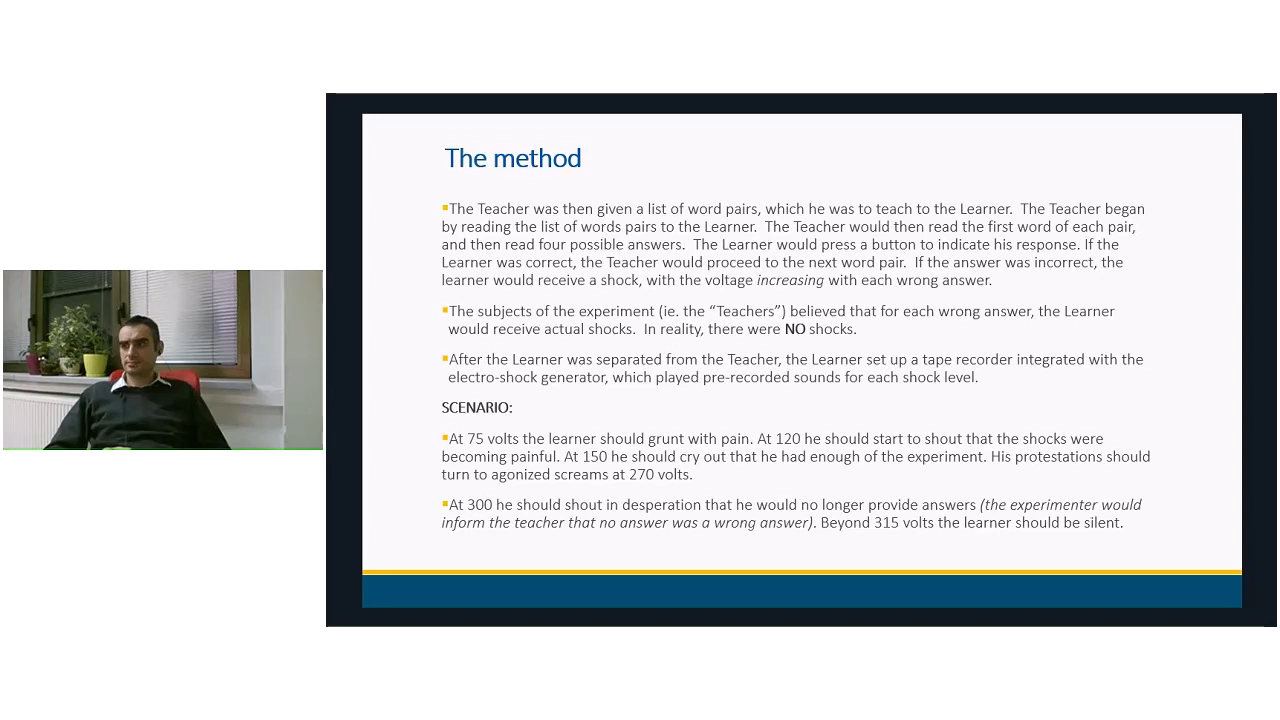 The method
▪The Teacher was then given a list of word pairs, which he was to teach to the Learner.  The Teacher began
by reading the list of words pairs to the Learner.  The Teacher would then read the first word of each pair,
and then read four possible answers.  The Learner would press a button to indicate his response. If the
Learner was correct, the Teacher would proceed to the next word pair.  If the answer was incorrect, the
learner would receive a shock, with the voltage increasing with each wrong answer.
▪The subjects of the experiment (ie. the “Teachers”) believed that for each wrong answer, the Learner
would receive actual shocks.  In reality, there were NO shocks.
▪After the Learner was separated from the Teacher, the Learner set up a tape recorder integrated with the
electro-shock generator, which played pre-recorded sounds for each shock level.
SCENARIO:
▪At 75 volts the learner should grunt with pain. At 120 he should start to shout that the shocks were
becoming painful. At 150 he should cry out that he had enough of the experiment. His protestations should
turn to agonized screams at 270 volts.
▪At 300 he should shout in desperation that he would no longer provide answers (the experimenter would
inform the teacher that no answer was a wrong answer). Beyond 315 volts the learner should be silent.